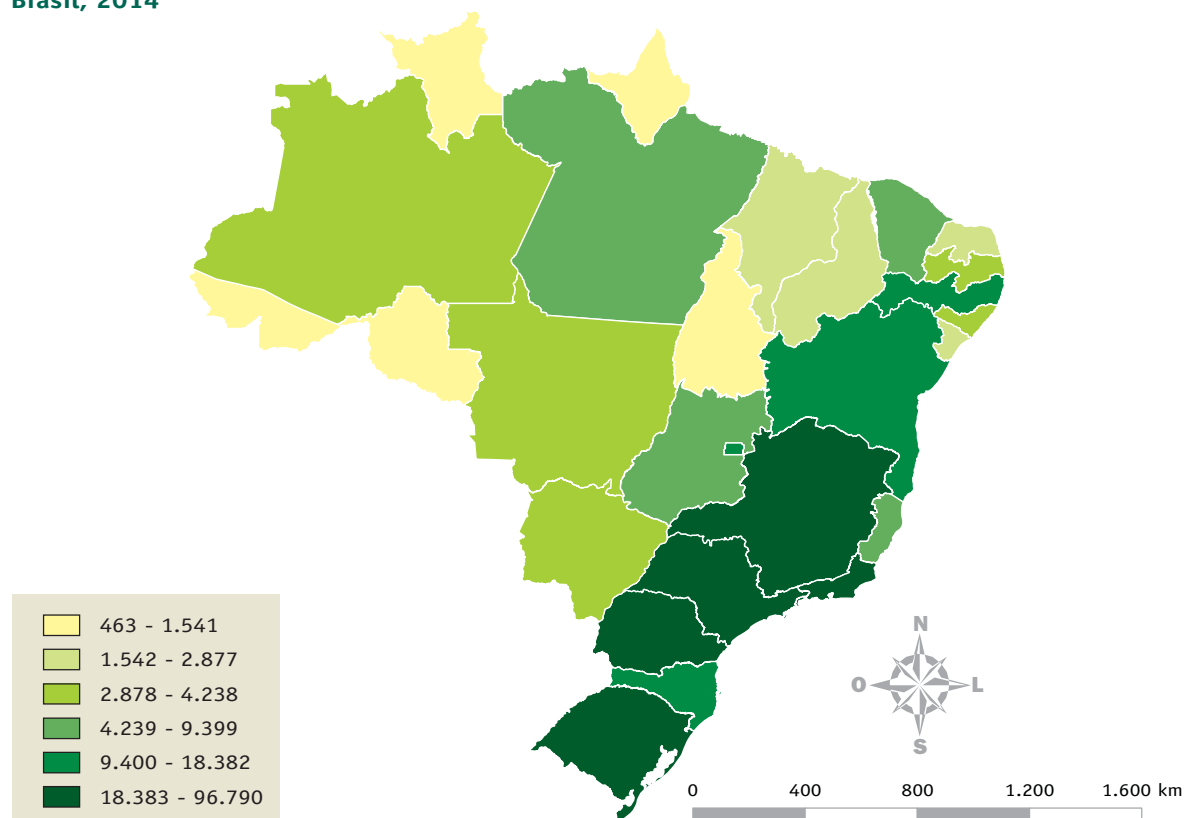 Brasil, 2014
463 - 1.541
1.542 - 2.877
2.878 - 4.238
4.239 - 9.399
9.400 - 18.382
18.383 - 96.790
N
O
L
S
0 400 800 1.200 1.600 km